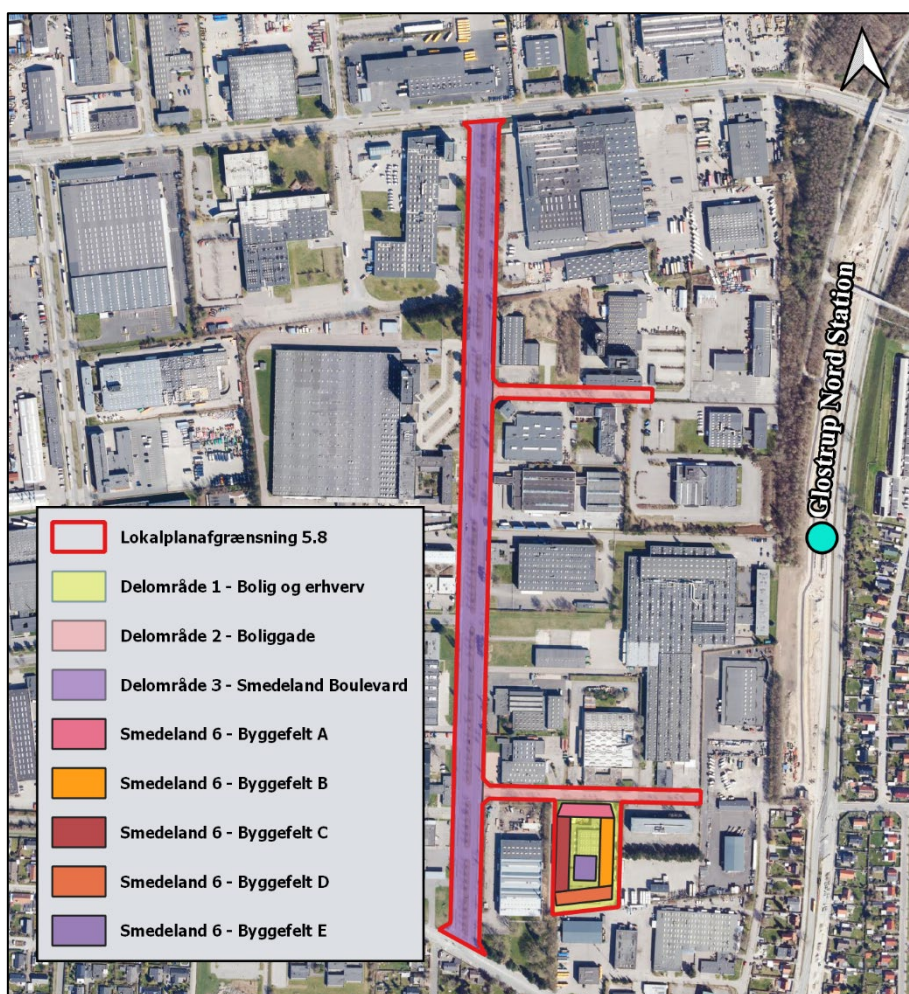 Glostrup Nord Station
Lokalplanafgrænsning 5.8
Delområde 1 - Bolig og erhverv
Delområde 2 - Boliggade
Delområde 3 - Smedeland Boulevard
Smedeland 6 - Byggefelt A
Smedeland 6 - Byggefelt B
Smedeland 6 - Byggefelt C
Smedeland 6 - Byggefelt D
Smedeland 6 - Byggefelt E